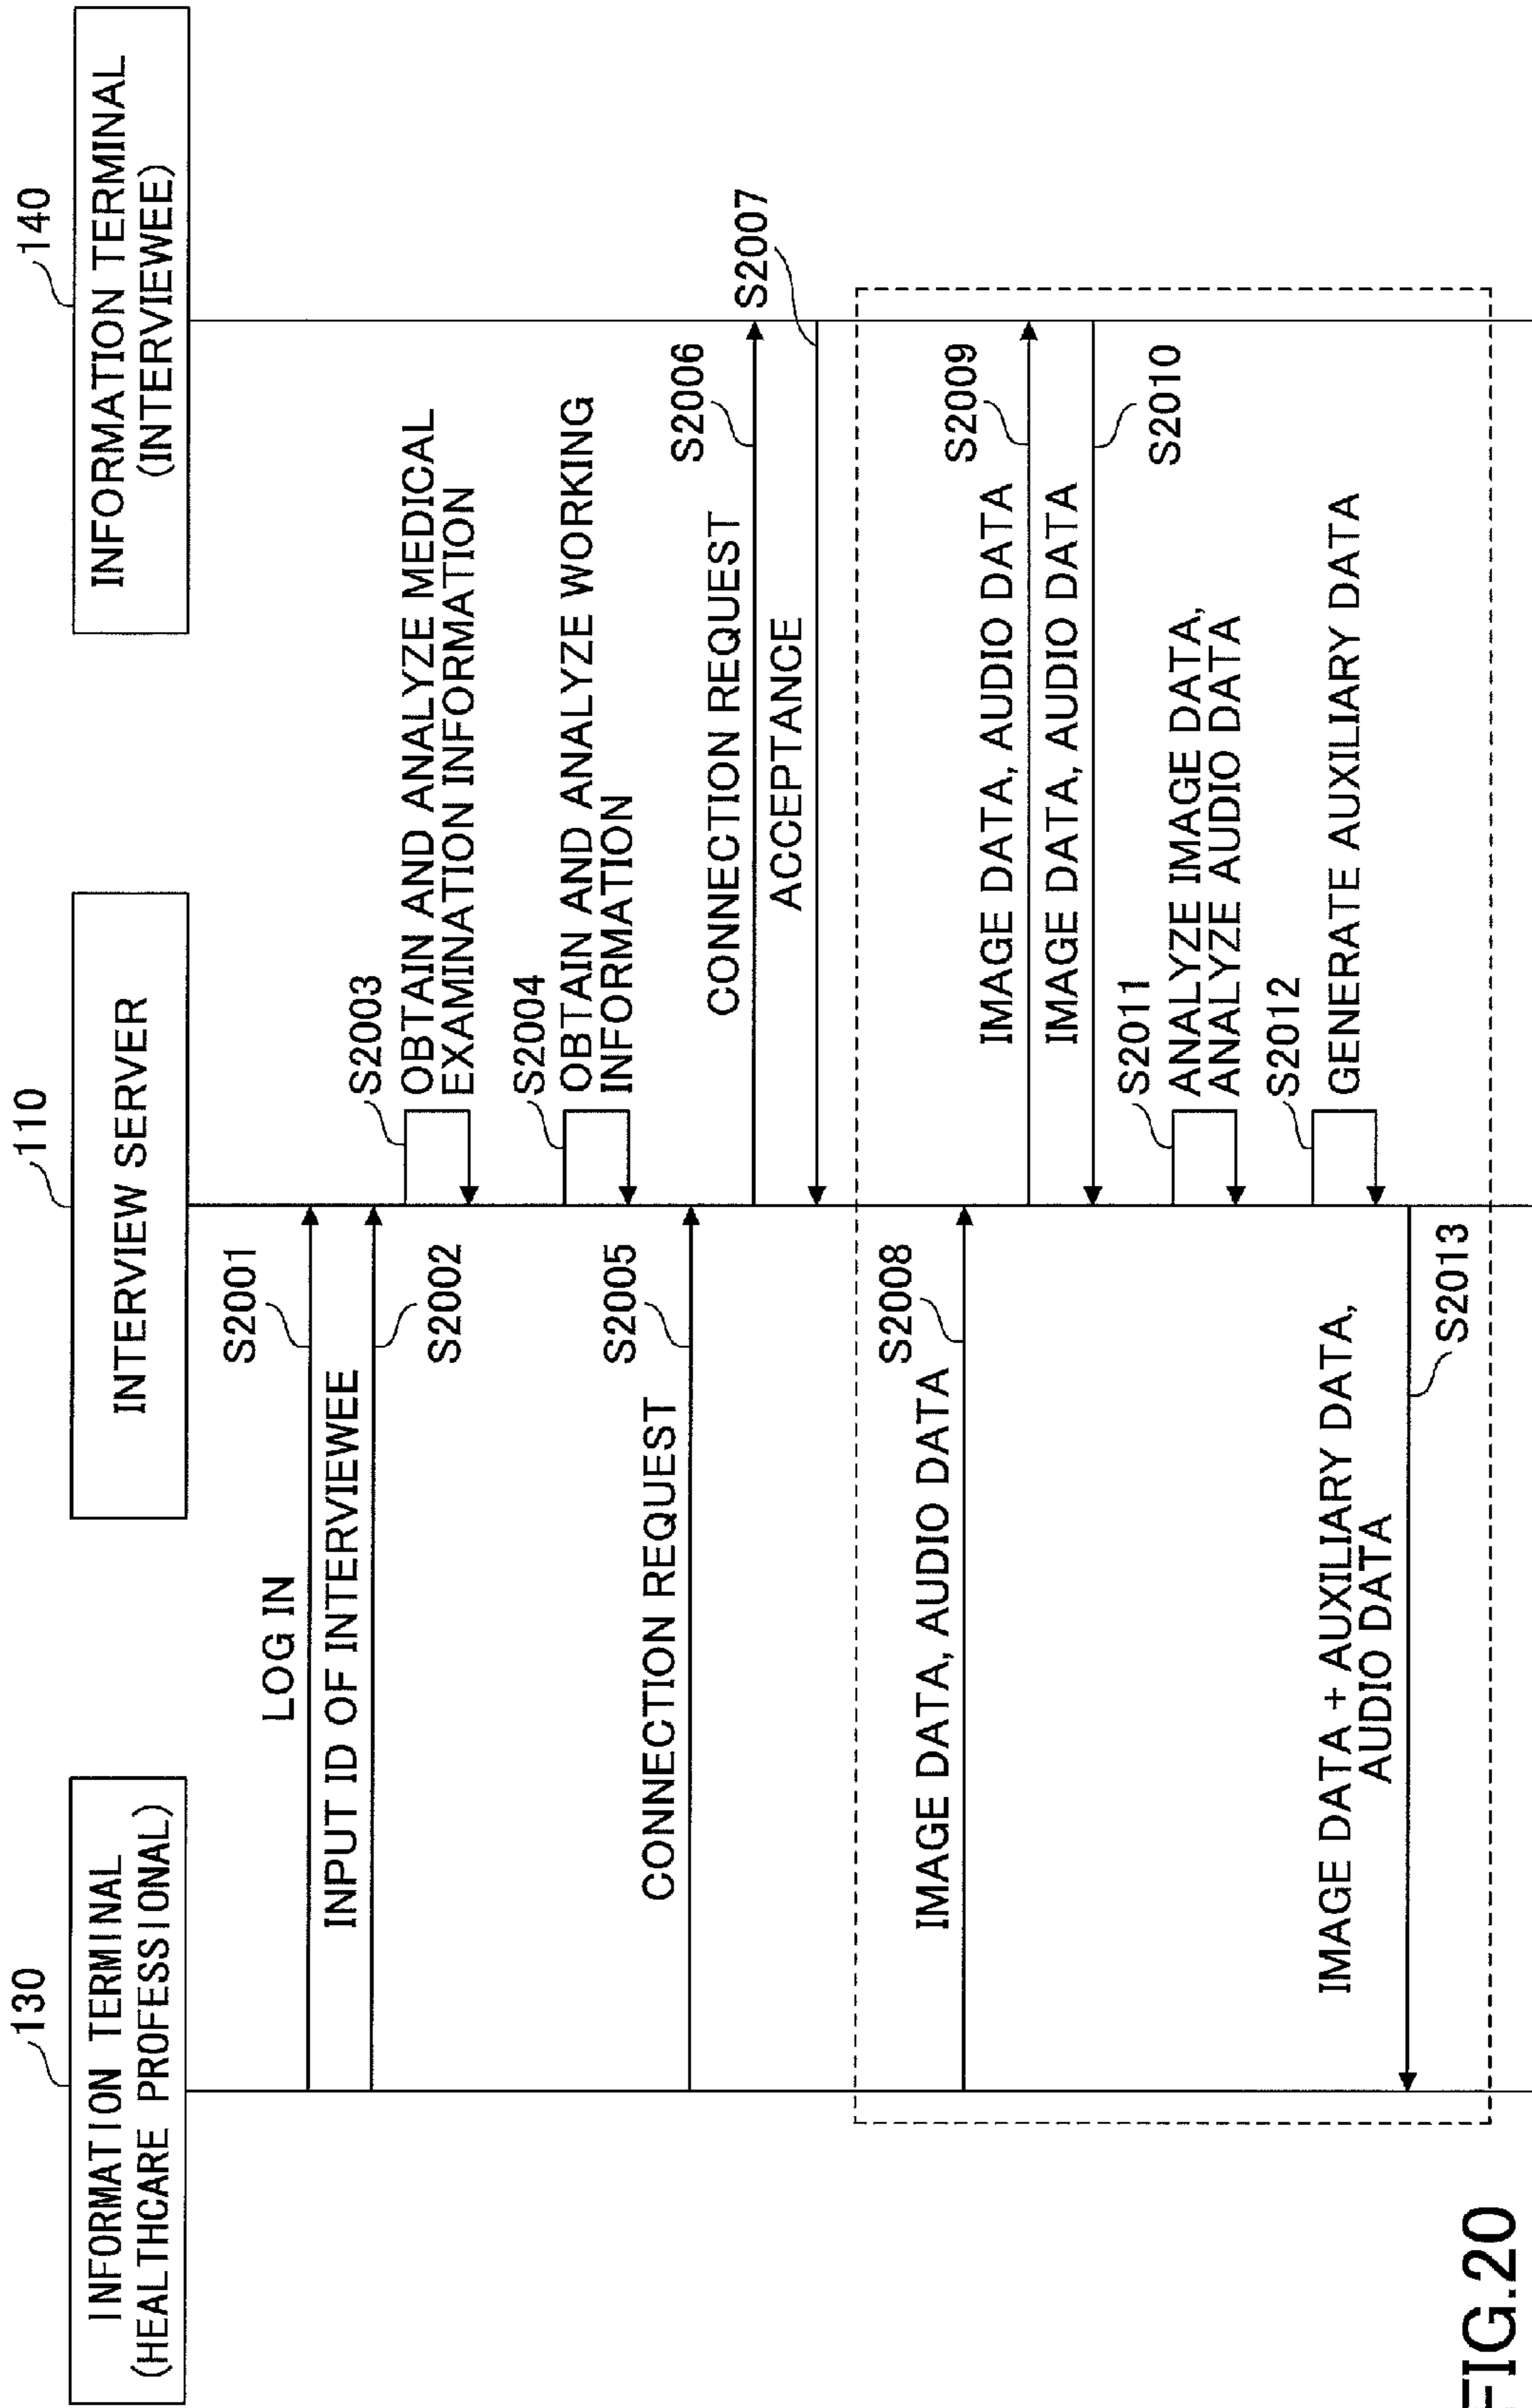 130
INFORMATION TERMINAL
(HEALTHCARE PROFESSIONAL)
110
INTERVIEW SERVER
140
INFORMATION TERMINAL
(INTERVIEWEE)
LOG IN
S2001
INPUT ID OF INTERVIEWEE
S2002
S2003
OBTAIN AND ANALYZE MEDICAL
EXAMINATION INFORMATION
S2004
OBTAIN AND ANALYZE WORKING
INFORMATION
CONNECTION REQUEST
S2005
CONNECTION REQUEST
S2006
ACCEPTANCE
S2007
IMAGE DATA, AUDIO DATA
S2008
IMAGE DATA, AUDIO DATA
S2009
IMAGE DATA, AUDIO DATA
S2010
S2011
ANALYZE IMAGE DATA,
ANALYZE AUDIO DATA
S2012
GENERATE AUXILIARY DATA
IMAGE DATA + AUXILIARY DATA,
AUDIO DATA
S2013
FIG.20